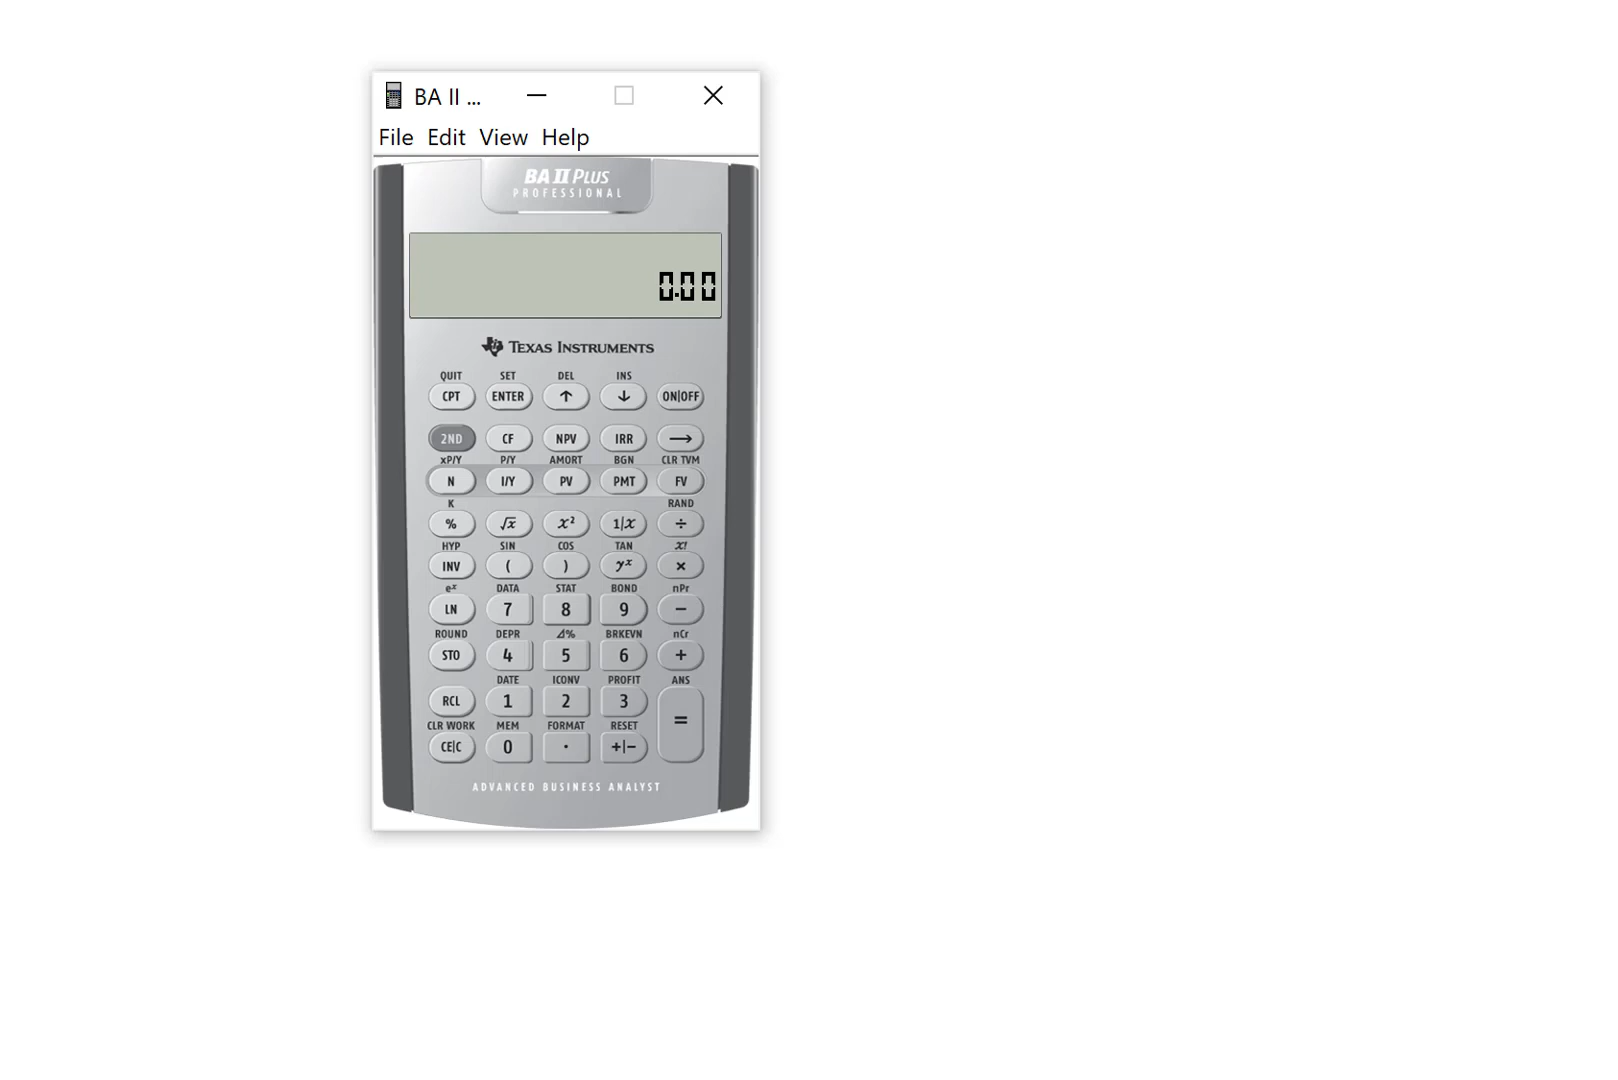 BA II ...
File Edit View Help
BA II PLUS
PROFESSIONAL
0.00
TEXAS INSTRUMENTS
QUIT SET DEL INS
CPT ENTER ↑ ↓ ON|OFF
2ND CF NPV IRR →
xP/Y P/Y AMORT BGN CLR TVM
N I/Y PV PMT FV
K RAND
% √x x² 1/x ÷
HYP SIN COS TAN x!
INV ( ) yˣ ×
eˣ DATA STAT BOND nPr
LN 7 8 9 −
ROUND DEPR Δ% BRKEVN nCr
STO 4 5 6 +
DATE ICONV PROFIT ANS
RCL 1 2 3 =
CLR WORK MEM FORMAT RESET
CE|C 0 . +|−
ADVANCED BUSINESS ANALYST